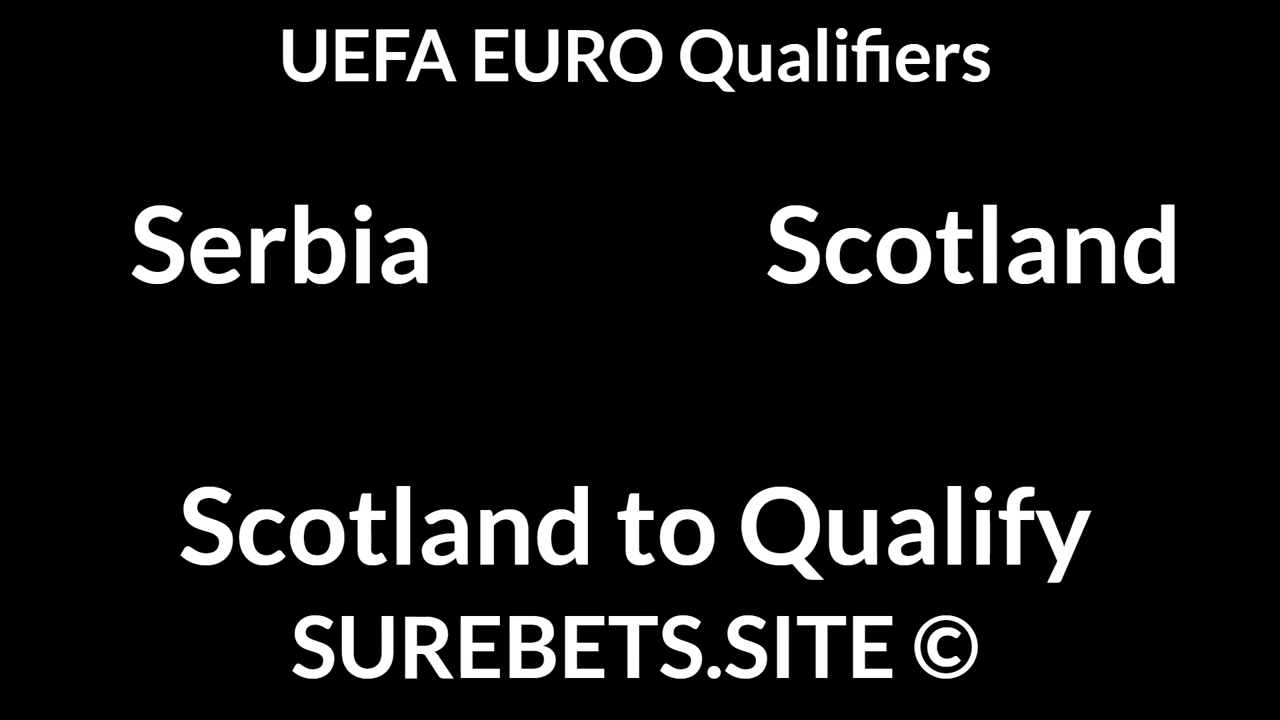 UEFA EURO Qualifiers
Serbia Scotland
Scotland to Qualify
SUREBETS.SITE ©